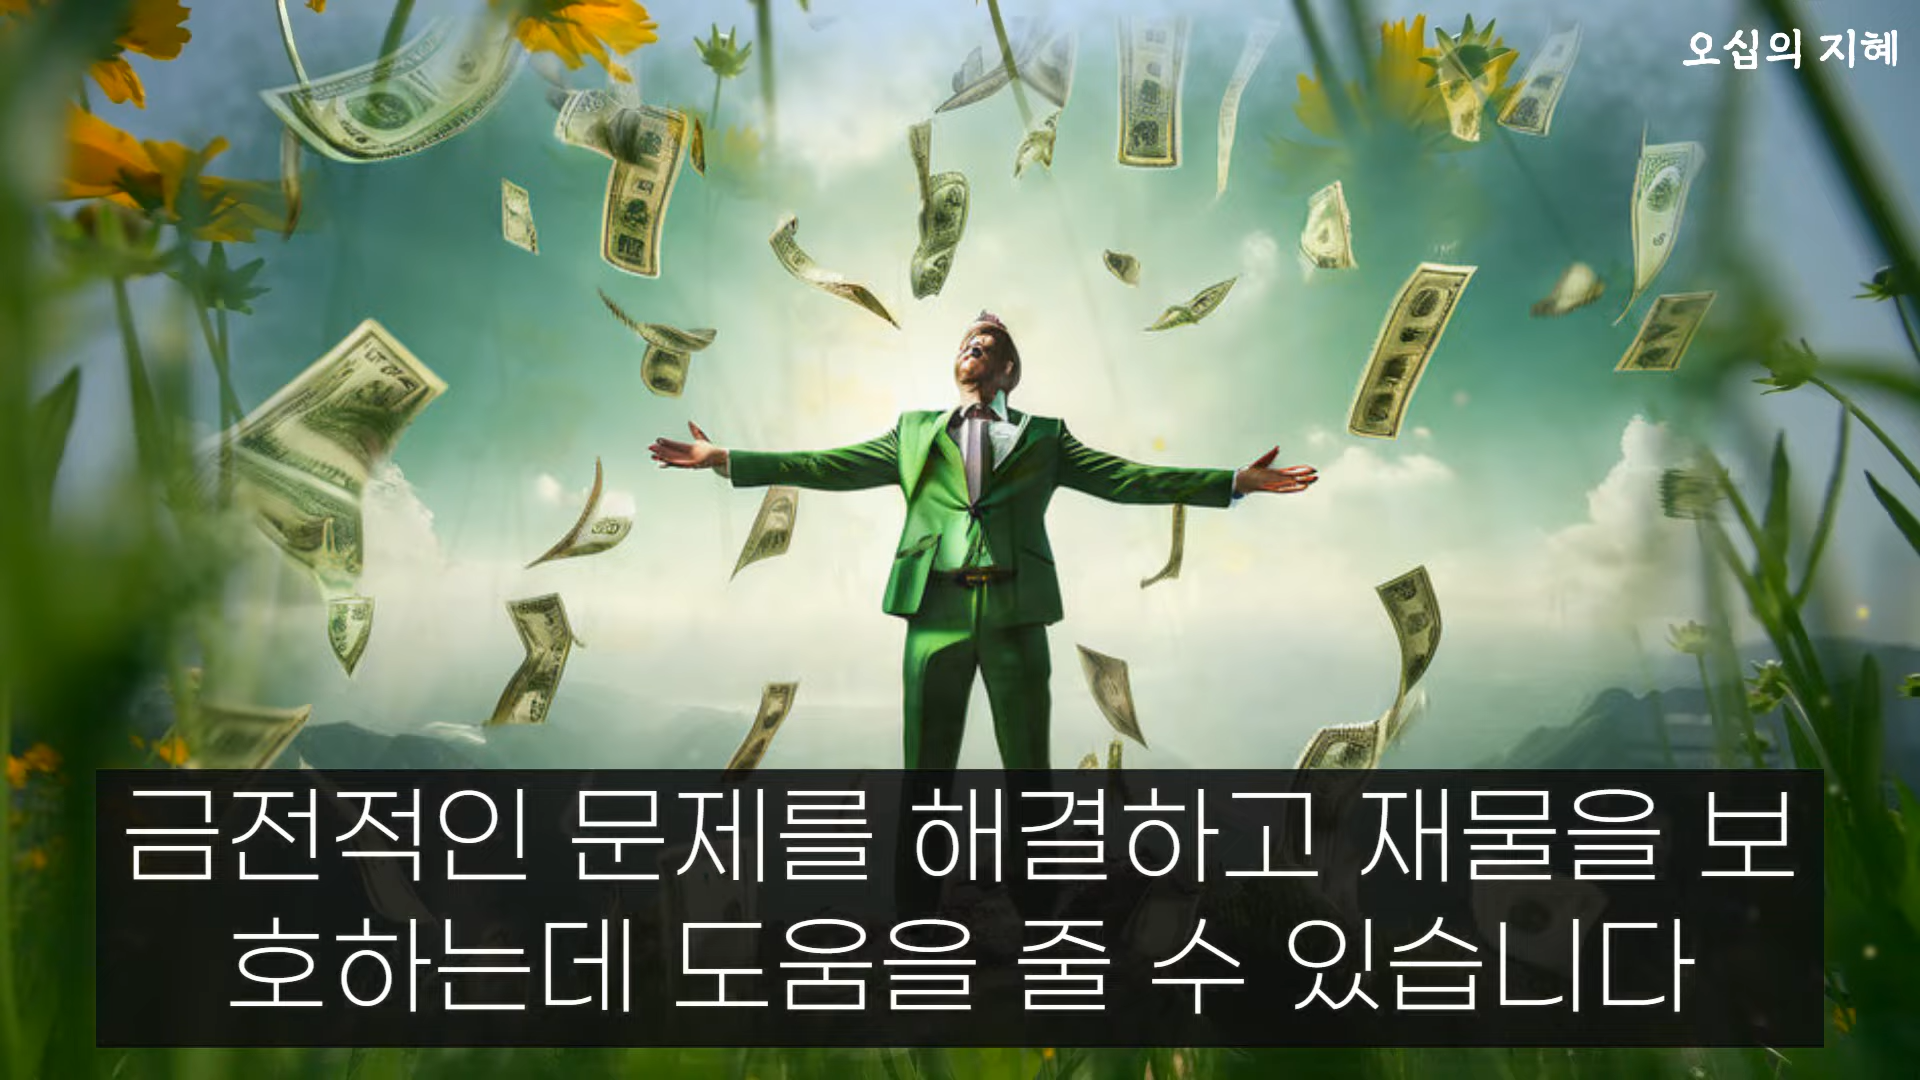 오십의 지혜
금전적인 문제를 해결하고 재물을 보
호하는데 도움을 줄 수 있습니다